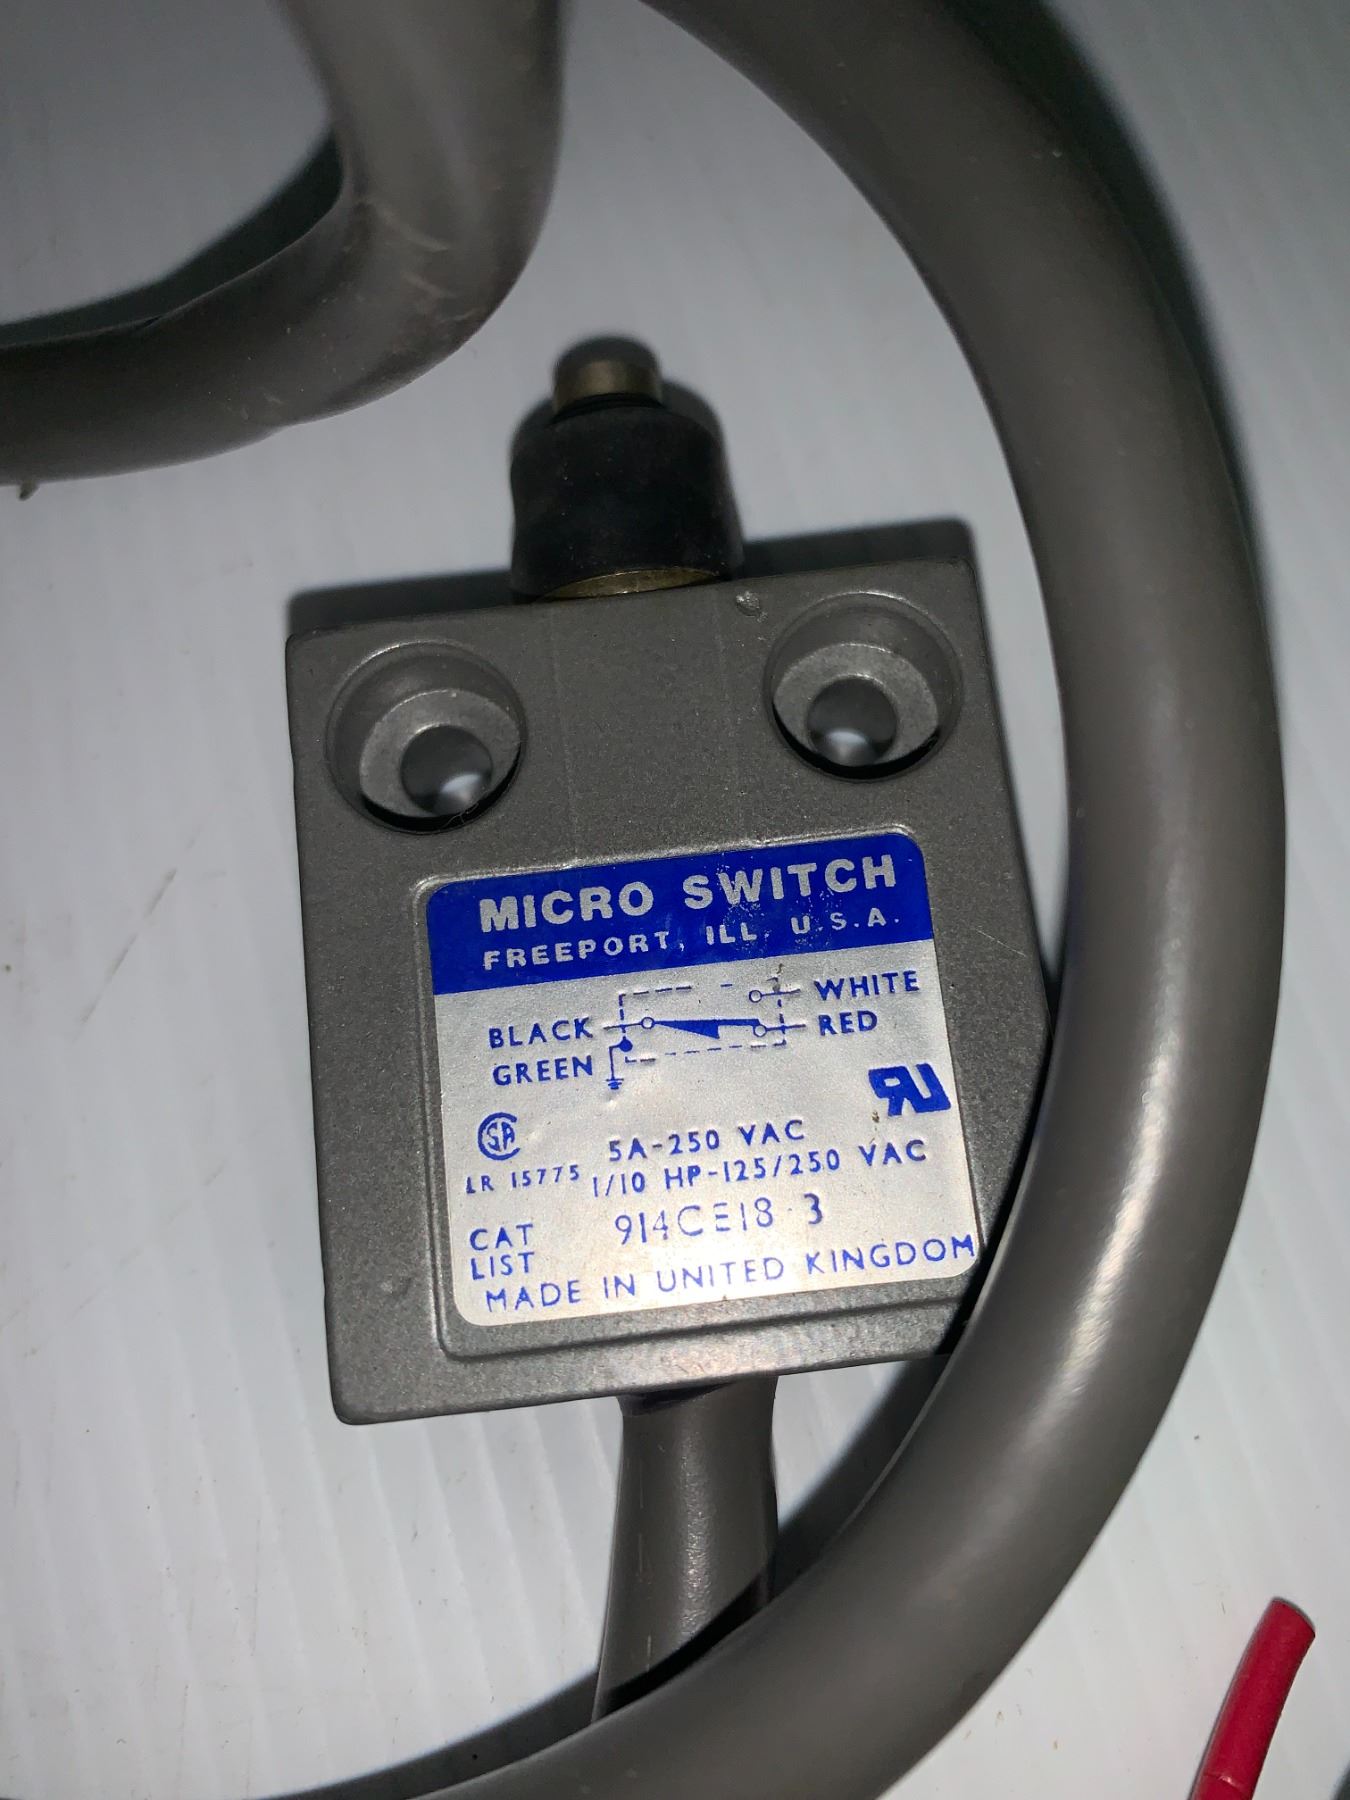 MICRO SWITCH
FREEPORT, ILL. U.S.A.
WHITE
BLACK
RED
GREEN
5A-250 VAC
LR 15775 1/10 HP-125/250 VAC
CAT 914CE18 3
LIST
MADE IN UNITED KINGDOM